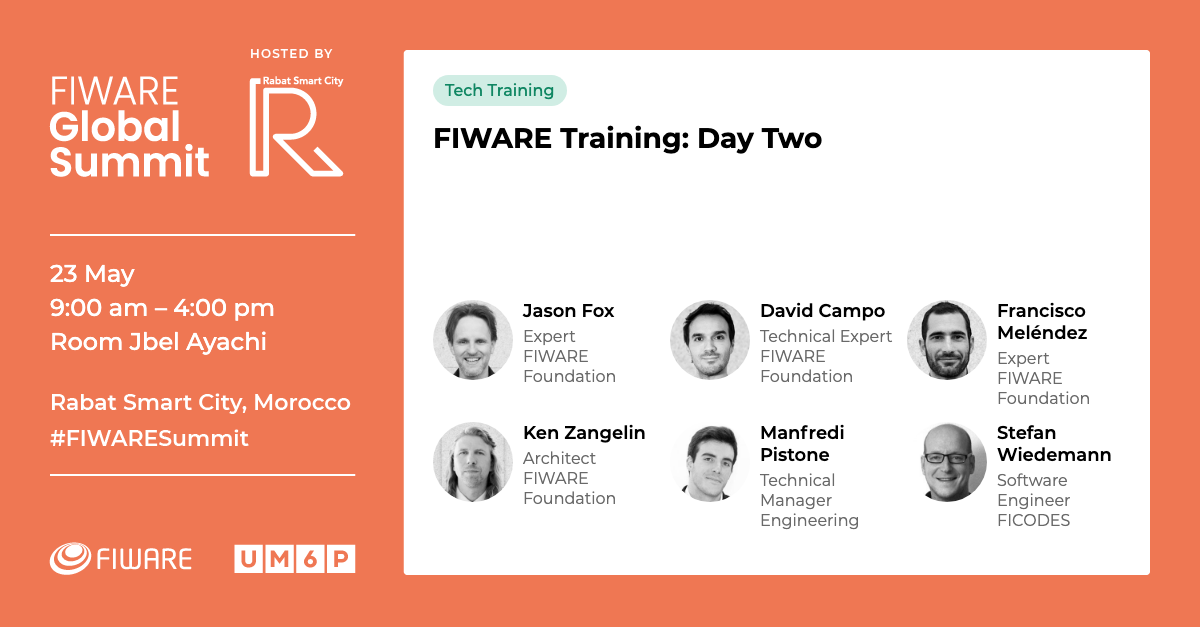 HOSTED BY
FIWARE
Global
Summit
Rabat Smart City
R
23 May
9:00 am – 4:00 pm
Room Jbel Ayachi
Rabat Smart City, Morocco
#FIWARESummit
FIWARE
UM6P
Tech Training
FIWARE Training: Day Two
Jason Fox
Expert
FIWARE
Foundation
David Campo
Technical Expert
FIWARE
Foundation
Francisco
Meléndez
Expert
FIWARE
Foundation
Ken Zangelin
Architect
FIWARE
Foundation
Manfredi
Pistone
Technical
Manager
Engineering
Stefan
Wiedemann
Software
Engineer
FICODES